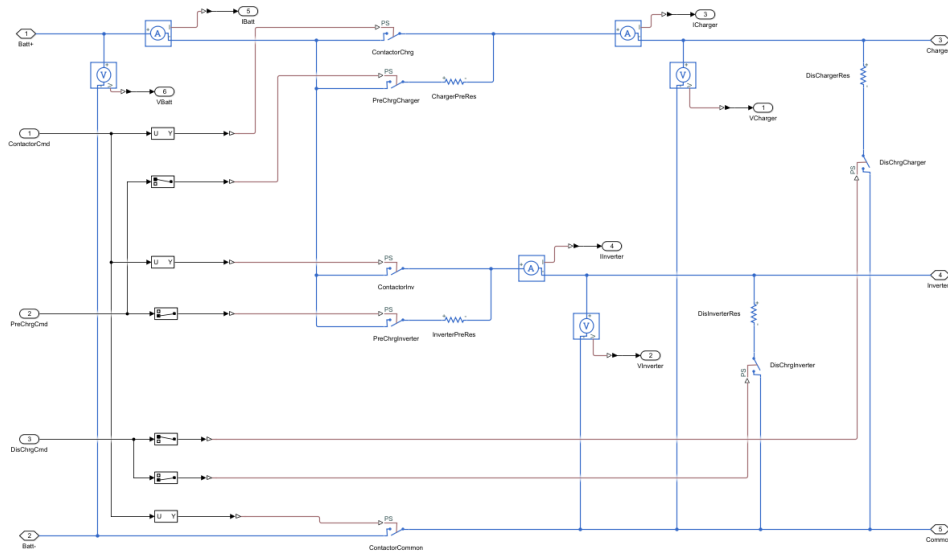 5
IBatt
3
ICharger
1
Batt+
A
PS
ContactorChrg
A
3
Charge
V
6
VBatt
PS
PreChrgCharger
ChargerPreRes
V
1
VCharger
DisChargerRes
1
ContactorCmd
U Y
PS
DisChrgCharger
4
IInverter
U Y
PS
ContactorInv
A
4
Inverter
2
PreChrgCmd
PS
PreChrgInverter
InverterPreRes
V
2
VInverter
DisInverterRes
PS
DisChrgInverter
3
DisChrgCmd
U Y
PS
2
Batt-
ContactorCommon
5
Commo